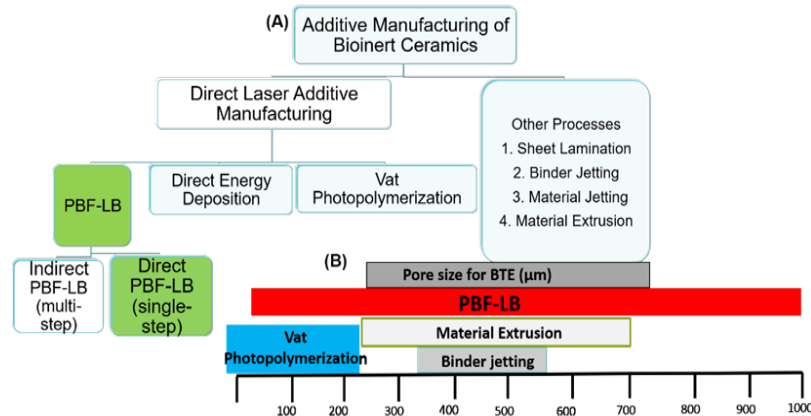 (A)
Additive Manufacturing of
Bioinert Ceramics
Direct Laser Additive
Manufacturing
Other Processes
1. Sheet Lamination
2. Binder Jetting
3. Material Jetting
4. Material Extrusion
PBF-LB
Direct Energy
Deposition
Vat
Photopolymerization
Indirect
PBF-LB
(multi-
step)
Direct
PBF-LB
(single-
step)
(B)
Pore size for BTE (μm)
PBF-LB
Vat
Photopolymerization
Material Extrusion
Binder jetting
100 200 300 400 500 600 700 800 900 1000